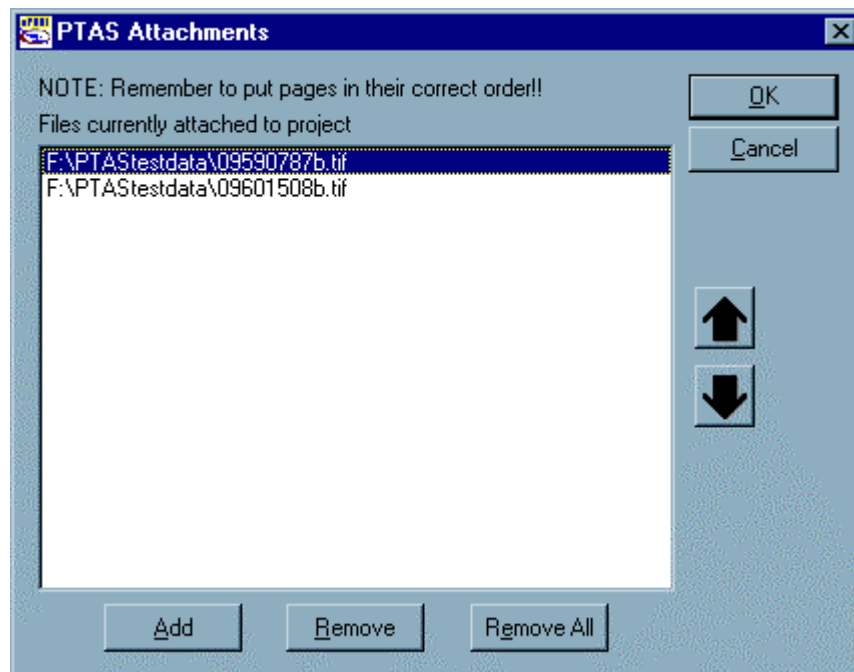 PTAS Attachments
NOTE: Remember to put pages in their correct order!!
OK
Files currently attached to project
Cancel
F:\PTAStestdata\09590787b.tif
F:\PTAStestdata\09601508b.tif
Add
Remove
Remove All